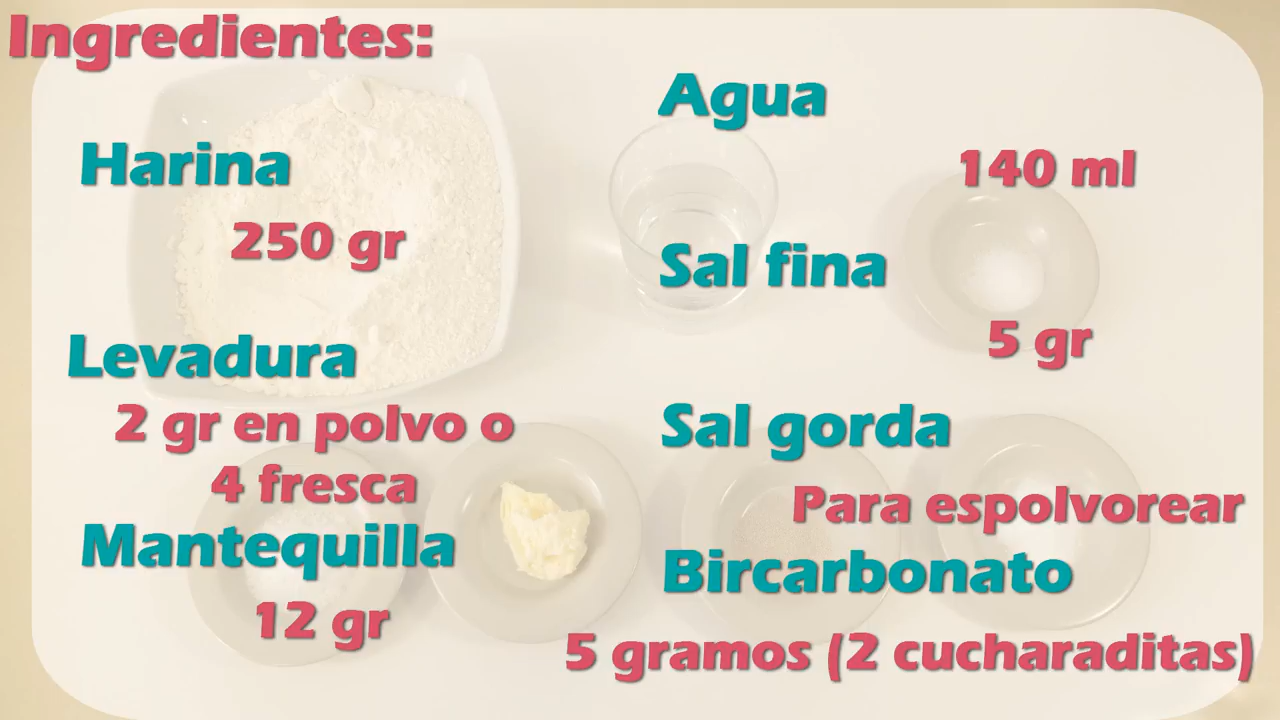 Ingredientes:
Harina
250 gr
Levadura
2 gr en polvo o
4 fresca
Mantequilla
12 gr
Agua
140 ml
Sal fina
5 gr
Sal gorda
Para espolvorear
Bircarbonato
5 gramos (2 cucharaditas)